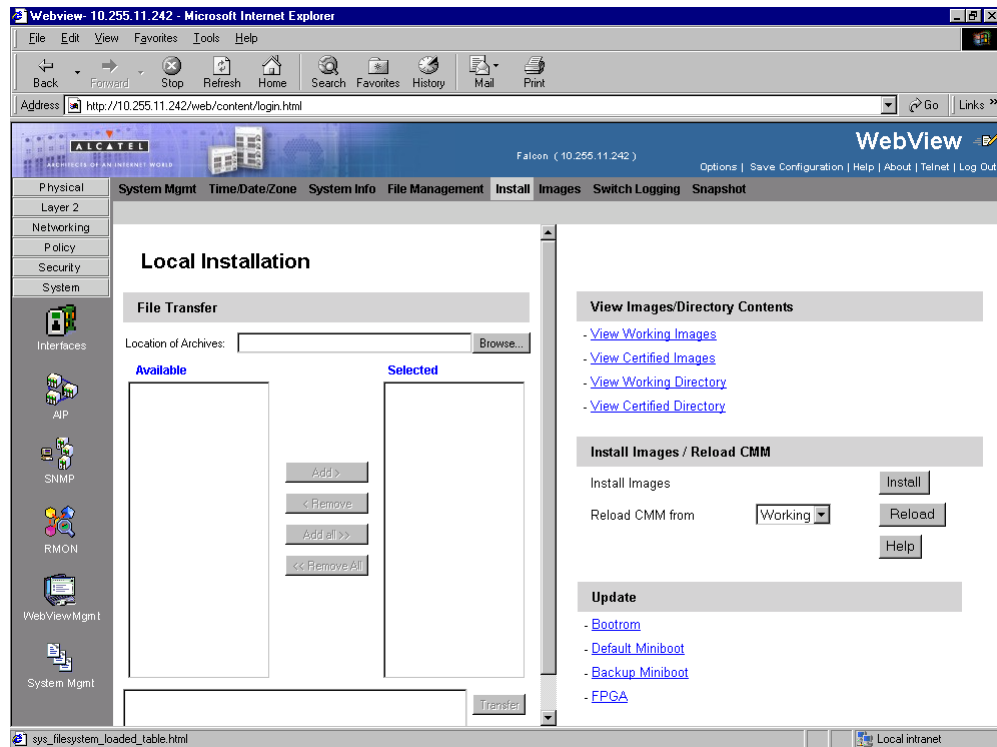 Webview- 10.255.11.242 - Microsoft Internet Explorer
File Edit View Favorites Tools Help
Back Forward Stop Refresh Home Search Favorites History Mail Print
Address http://10.255.11.242/web/content/login.html Go Links »
ALCATEL
ARCHITECTS OF AN INTERNET WORLD
Falcon ( 10.255.11.242 )
WebView
Options | Save Configuration | Help | About | Telnet | Log Out
Physical
Layer 2
Networking
Policy
Security
System
Interfaces
AIP
SNMP
RMON
WebViewMgmt
System Mgmt
System Mgmt Time/Date/Zone System Info File Management Install Images Switch Logging Snapshot
Local Installation
File Transfer
Location of Archives: Browse...
Available Selected
Add >
< Remove
Add all >>
<< Remove All
Transfer
View Images/Directory Contents
- View Working Images
- View Certified Images
- View Working Directory
- View Certified Directory
Install Images / Reload CMM
Install Images Install
Reload CMM from Working Reload
Help
Update
- Bootrom
- Default Miniboot
- Backup Miniboot
- FPGA
sys_filesystem_loaded_table.html Local intranet